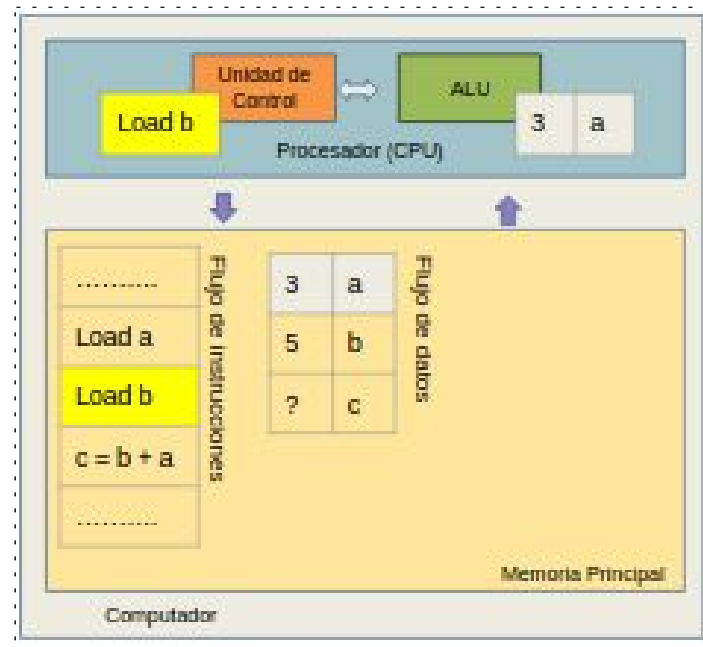 Unidad de
Control
ALU
Load b
3 a
Procesador (CPU)
...........
Load a
Load b
c = b + a
...........
Flujo de instrucciones
3 a
5 b
? c
Flujo de datos
Memoria Principal
Computador